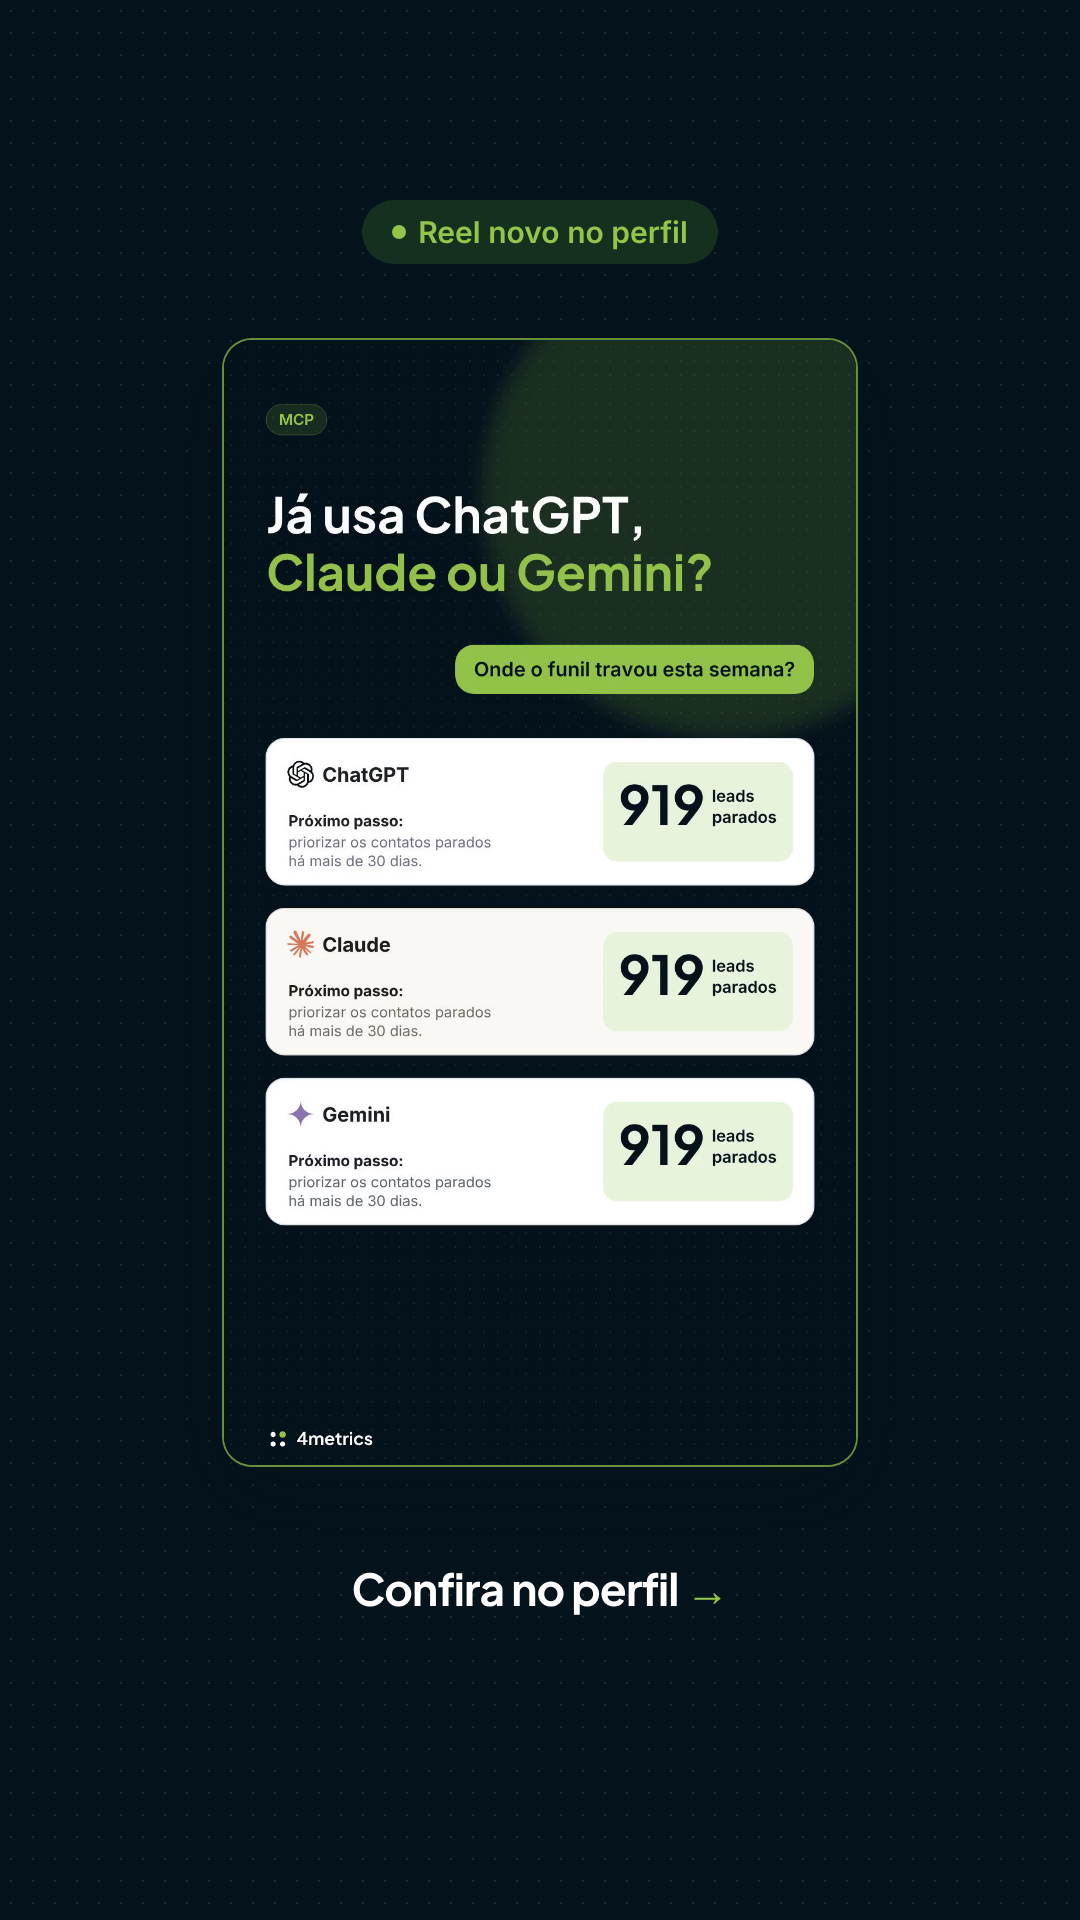 Reel novo no perfil
MCP
Já usa ChatGPT,
Claude ou Gemini?
Onde o funil travou esta semana?
ChatGPT
Próximo passo:
priorizar os contatos parados
há mais de 30 dias.
919 leads
parados
Claude
Próximo passo:
priorizar os contatos parados
há mais de 30 dias.
919 leads
parados
Gemini
Próximo passo:
priorizar os contatos parados
há mais de 30 dias.
919 leads
parados
4metrics
Confira no perfil →